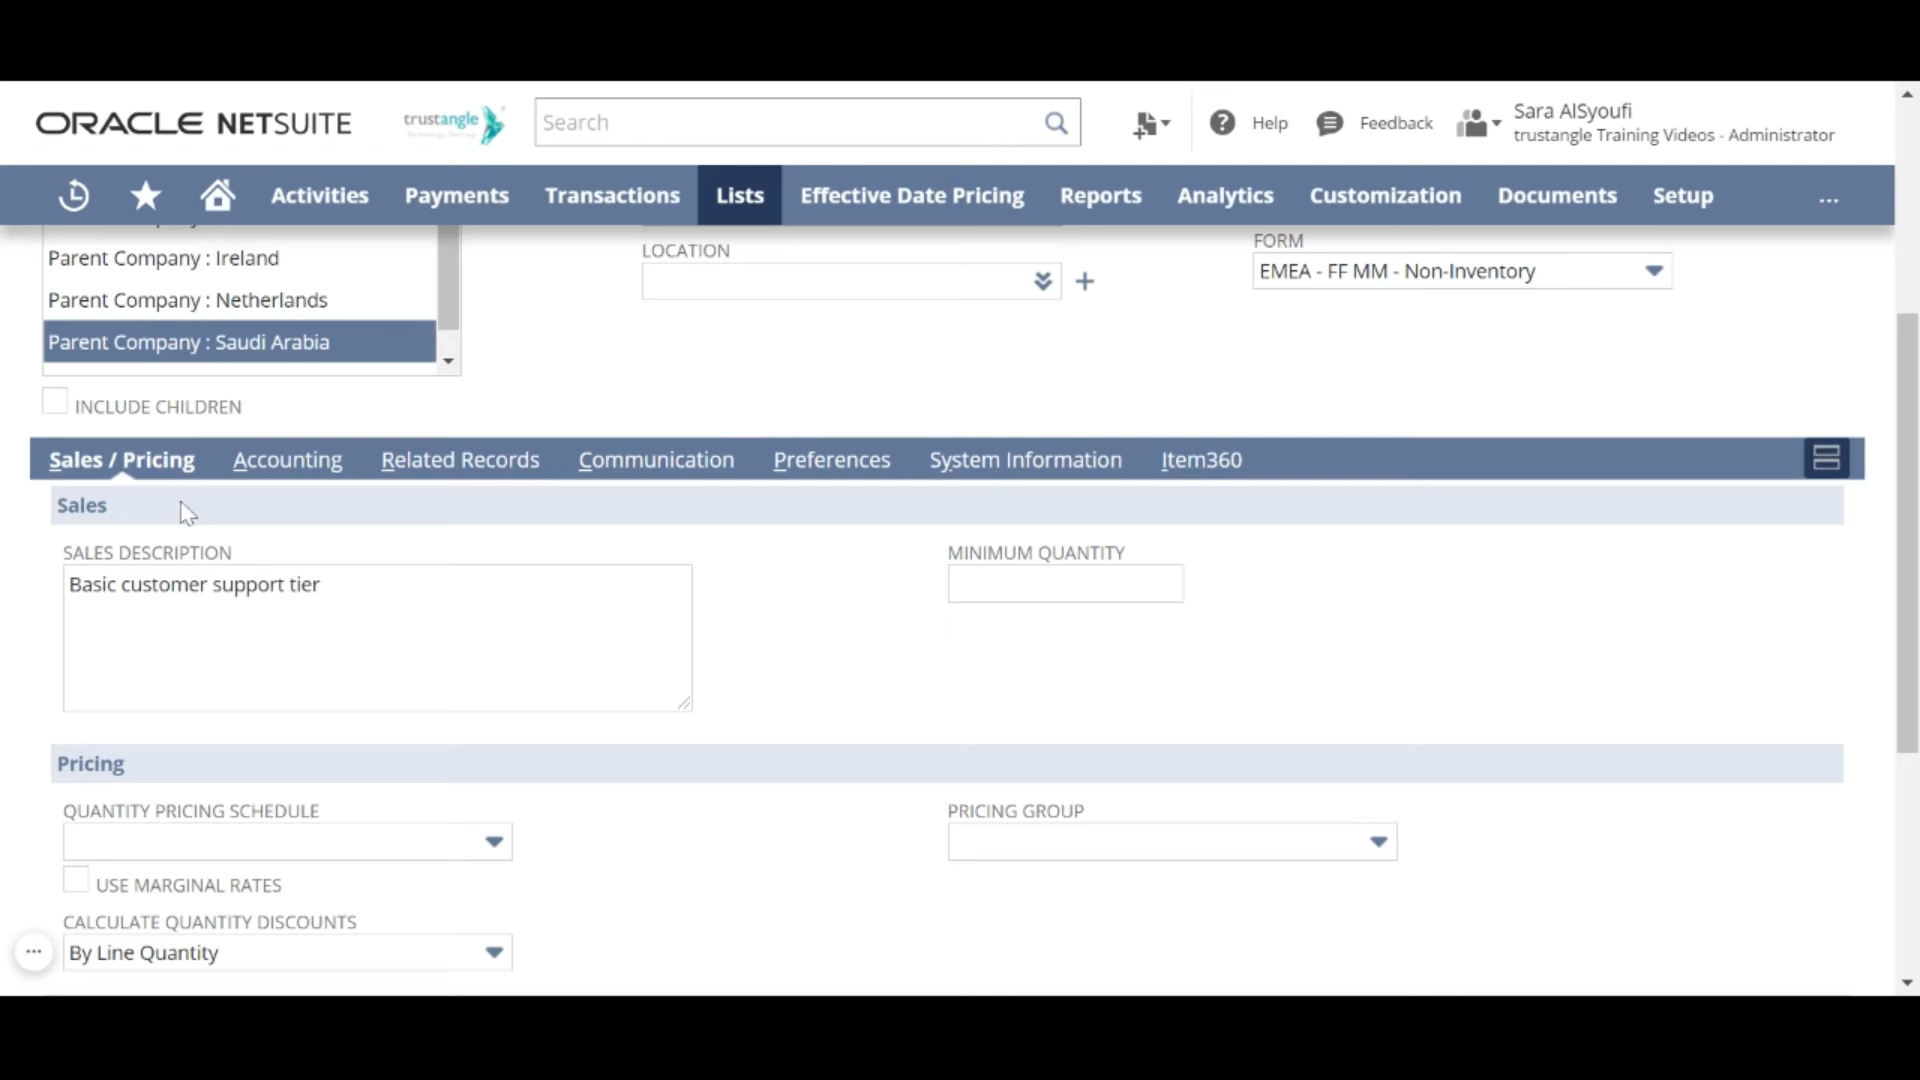 ORACLE NETSUITE
trustangle
Search
Help
Feedback
Sara AlSyoufi
trustangle Training Videos - Administrator
Activities
Payments
Transactions
Lists
Effective Date Pricing
Reports
Analytics
Customization
Documents
Setup
...
Parent Company : Ireland
Parent Company : Netherlands
Parent Company : Saudi Arabia
INCLUDE CHILDREN
LOCATION
FORM
EMEA - FF MM - Non-Inventory
Sales / Pricing
Accounting
Related Records
Communication
Preferences
System Information
Item360
Sales
SALES DESCRIPTION
Basic customer support tier
MINIMUM QUANTITY
Pricing
QUANTITY PRICING SCHEDULE
PRICING GROUP
USE MARGINAL RATES
CALCULATE QUANTITY DISCOUNTS
By Line Quantity